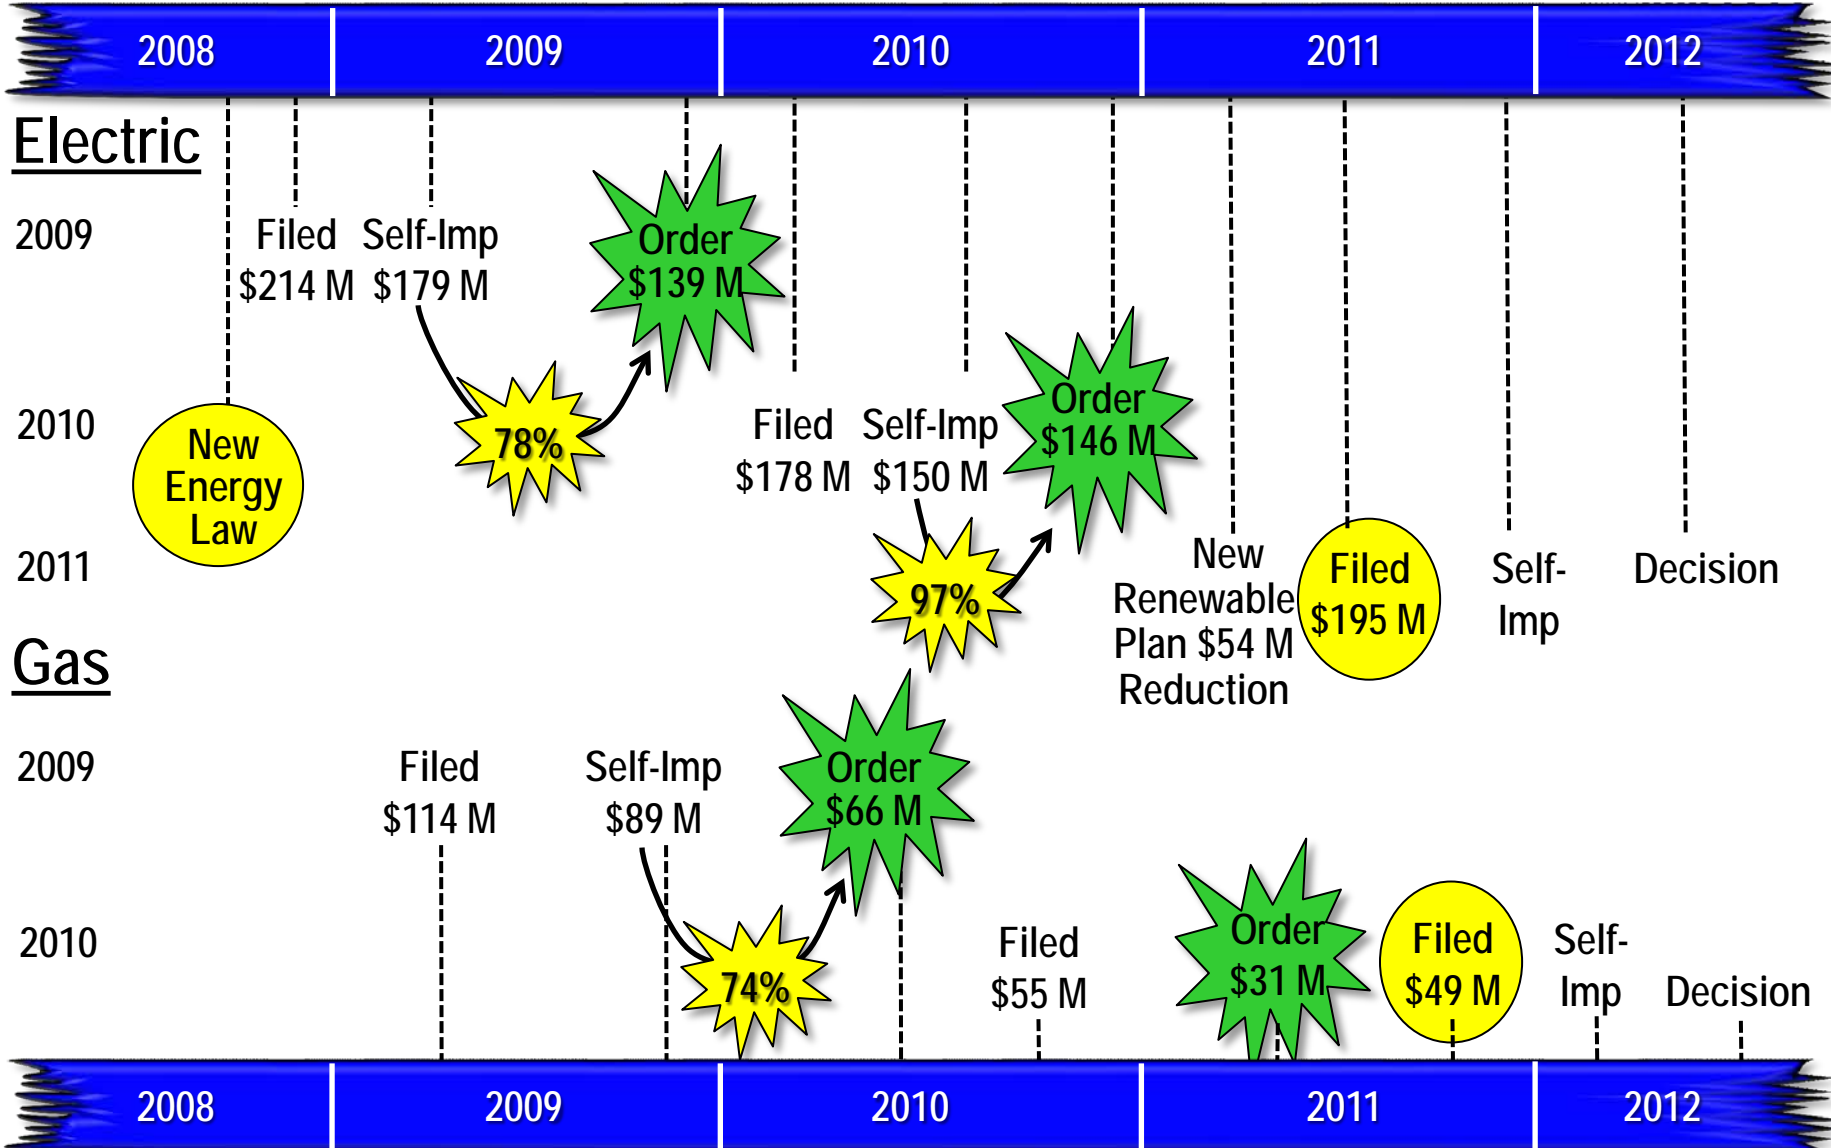 2008
2009
2010
2011
2012
Electric
2009
Filed
$214 M
Self-Imp
$179 M
Order
$139 M
78%
2010
New
Energy
Law
Filed
$178 M
Self-Imp
$150 M
Order
$146 M
97%
2011
New
Renewable
Plan $54 M
Reduction
Filed
$195 M
Self-
Imp
Decision
Gas
2009
Filed
$114 M
Self-Imp
$89 M
Order
$66 M
74%
2010
Filed
$55 M
Order
$31 M
Filed
$49 M
Self-
Imp
Decision
2008
2009
2010
2011
2012